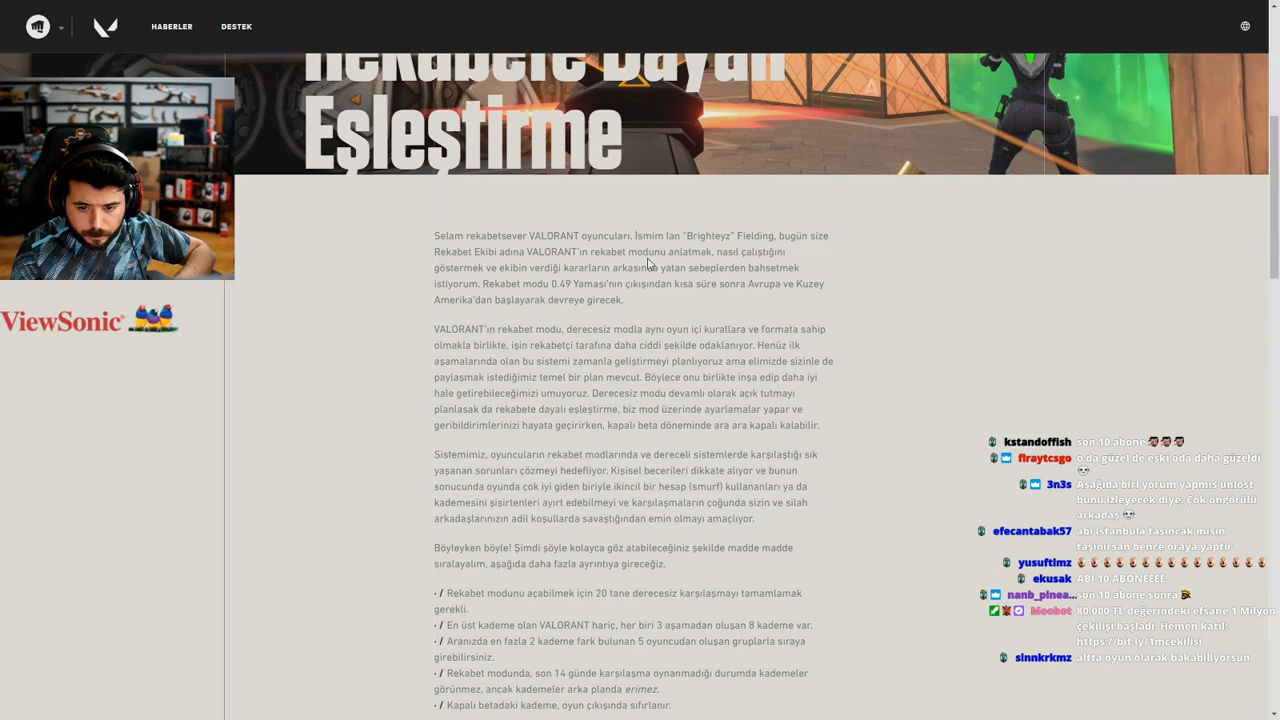 HABERLER DESTEK
Rekabete Dayalı
Eşleştirme
ViewSonic
Selam rekabetsever VALORANT oyuncuları. İsmim Ian “Brighteyz” Fielding, bugün size
Rekabet Ekibi adına VALORANT'ın rekabet modunu anlatmak, nasıl çalıştığını
göstermek ve ekibin verdiği kararların arkasında yatan sebeplerden bahsetmek
istiyorum. Rekabet modu 0.49 Yaması'nın çıkışından kısa süre sonra Avrupa ve Kuzey
Amerika'dan başlayarak devreye girecek.
VALORANT'ın rekabet modu, derecesiz modla aynı oyun içi kurallara ve formata sahip
olmakla birlikte, işin rekabetçi tarafına daha ciddi şekilde odaklanıyor. Henüz ilk
aşamalarında olan bu sistemi zamanla geliştirmeyi planlıyoruz ama elimizde sizinle de
paylaşmak istediğimiz temel bir plan mevcut. Böylece onu birlikte inşa edip daha iyi
hale getirebileceğimizi umuyoruz. Derecesiz modu devamlı olarak açık tutmayı
planlasak da rekabete dayalı eşleştirme, biz mod üzerinde ayarlamalar yapar ve
geribildirimlerinizi hayata geçirirken, kapalı beta döneminde ara ara kapalı kalabilir.
Sistemimiz, oyuncuların rekabet modlarında ve dereceli sistemlerde karşılaştığı sık
yaşanan sorunları çözmeyi hedefliyor. Kişisel becerileri dikkate alıyor ve bunun
sonucunda oyunda çok iyi giden biriyle ikincil bir hesap (smurf) kullananları ya da
kademesini şişirtenleri ayırt edebilmeyi ve karşılaşmaların çoğunda sizin ve silah
arkadaşlarınızın adil koşullarda savaştığından emin olmayı amaçlıyor.
Böyleyken böyle! Şimdi şöyle kolayca göz atabileceğiniz şekilde madde madde
sıralayalım, aşağıda daha fazla ayrıntıya gireceğiz.
· / Rekabet modunu açabilmek için 20 tane derecesiz karşılaşmayı tamamlamak
gerekli.
· / En üst kademe olan VALORANT hariç, her biri 3 aşamadan oluşan 8 kademe var.
· / Aranızda en fazla 2 kademe fark bulunan 5 oyuncudan oluşan gruplarla sıraya
girebilirsiniz.
· / Rekabet modunda, son 14 günde karşılaşma oynanmadığı durumda kademeler
görünmez, ancak kademeler arka planda erimez.
· / Kapalı betadaki kademe, oyun çıkışında sıfırlanır.
kstandoffish son 10 abone
flraytcsgo o da güzel de eski oda daha güzeldi
3n3s Aşağıda biri yorum yapmış unlost
bunu izleyecek diye. Çok öngörülü
arkadaş
efecantabak57 abi istanbula taşıncak mısın
taşınırsan bence oraya yaptır
yusuftlmz
ekusak ABİ 10 ABONEEEE
nanb_pinea... son 10 abone sonra
Moobot 80.000 TL değerindeki efsane 1 Milyon
çekilişi başladı. Hemen katıl:
https://bit.ly/1mcekilisi
sinnkrkmz altta oyun olarak bakabiliyorsun